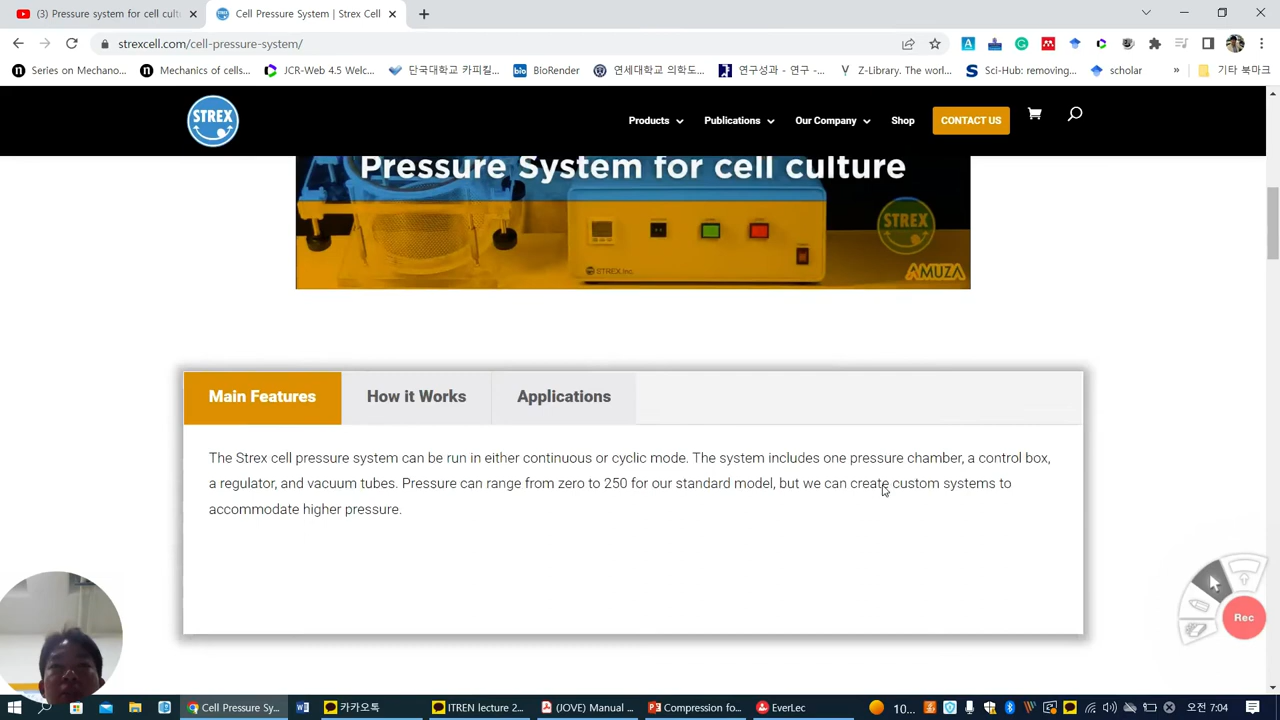 (3) Pressure system for cell cultu
Cell Pressure System | Strex Cell
strexcell.com/cell-pressure-system/
Series on Mechano...
Mechanics of cells...
JCR-Web 4.5 Welc...
단국대학교 카피킬...
bio BioRender
연세대학교 의학도...
연구성과 - 연구 -...
Z-Library. The worl...
Sci-Hub: removing...
scholar
»
기타 북마크
STREX
Products
Publications
Our Company
Shop
CONTACT US
Pressure System for cell culture
STREX
STREX Inc.
AMUZA
Main Features
How it Works
Applications
The Strex cell pressure system can be run in either continuous or cyclic mode. The system includes one pressure chamber, a control box,
a regulator, and vacuum tubes. Pressure can range from zero to 250 for our standard model, but we can create custom systems to
accommodate higher pressure.
Rec
Cell Pressure Sy...
카카오톡
ITREN lecture 2...
(JOVE) Manual ...
Compression fo...
EverLec
10...
오전 7:04